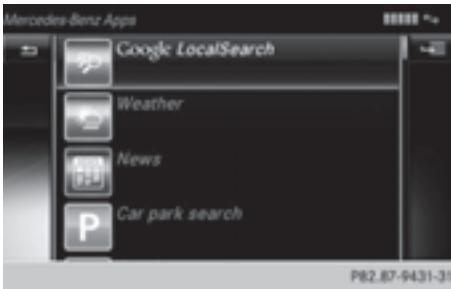 Mercedes-Benz Apps
Google LocalSearch
Weather
News
P Car park search
P82.87-9431-31